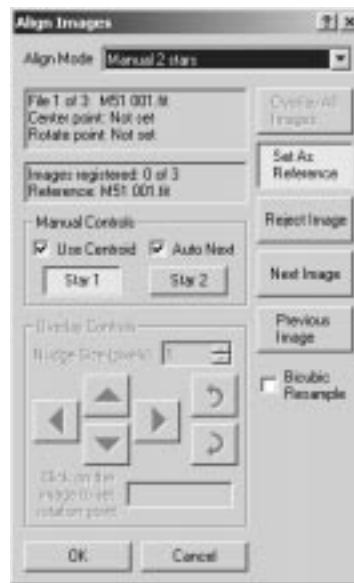 Align Images
Align Mode Manual 2 stars
File 1 of 3: M51 001.fit
Center point: Not set
Rotate point: Not set
Images registered: 0 of 3
Reference: M51 001.fit
Manual Controls
Use Centroid
Auto Next
Star 1
Star 2
Overlay Controls
Nudge Size (pixels) 1
Click on the
image to set
rotation point
OK
Cancel
Overlay All
Images
Set As
Reference
Reject Image
Next Image
Previous
Image
Bicubic
Resample